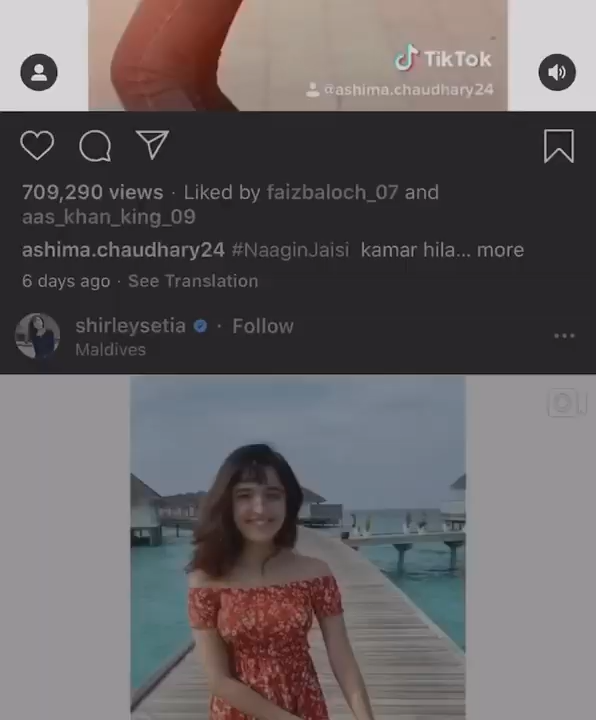 TikTok
@ashima.chaudhary24
709,290 views · Liked by faizbaloch_07 and
aas_khan_king_09
ashima.chaudhary24 #NaaginJaisi kamar hila... more
6 days ago · See Translation
shirleysetia · Follow
Maldives